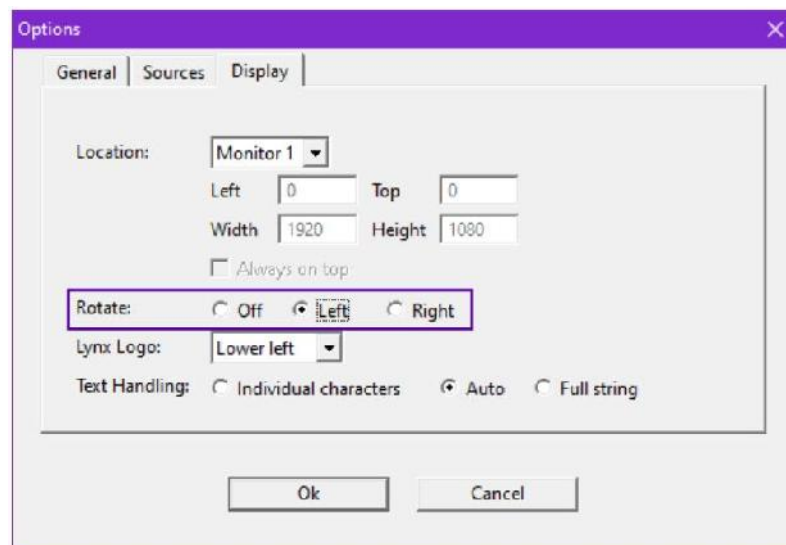 Options
General Sources Display
Location: Monitor 1
Left 0 Top 0
Width 1920 Height 1080
Always on top
Rotate: Off Left Right
Lynx Logo: Lower left
Text Handling: Individual characters Auto Full string
Ok Cancel